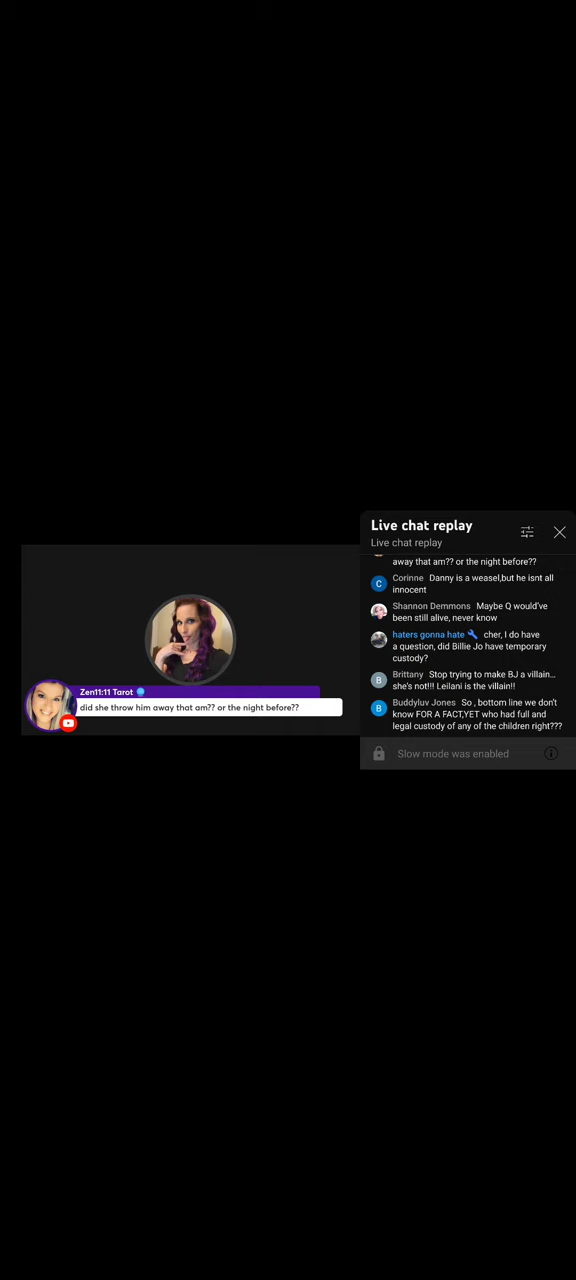 Live chat replay
Live chat replay
away that am?? or the night before??
C
Corinne Danny is a weasel,but he isnt all
innocent
Shannon Demmons Maybe Q would've
been still alive, never know
haters gonna hate cher, I do have
a question, did Billie Jo have temporary
custody?
B
Brittany Stop trying to make BJ a villain...
she's not!!! Leilani is the villain!!
B
Buddyluv Jones So , bottom line we don't
know FOR A FACT,YET who had full and
legal custody of any of the children right???
Slow mode was enabled
Zen11:11 Tarot
did she throw him away that am?? or the night before??